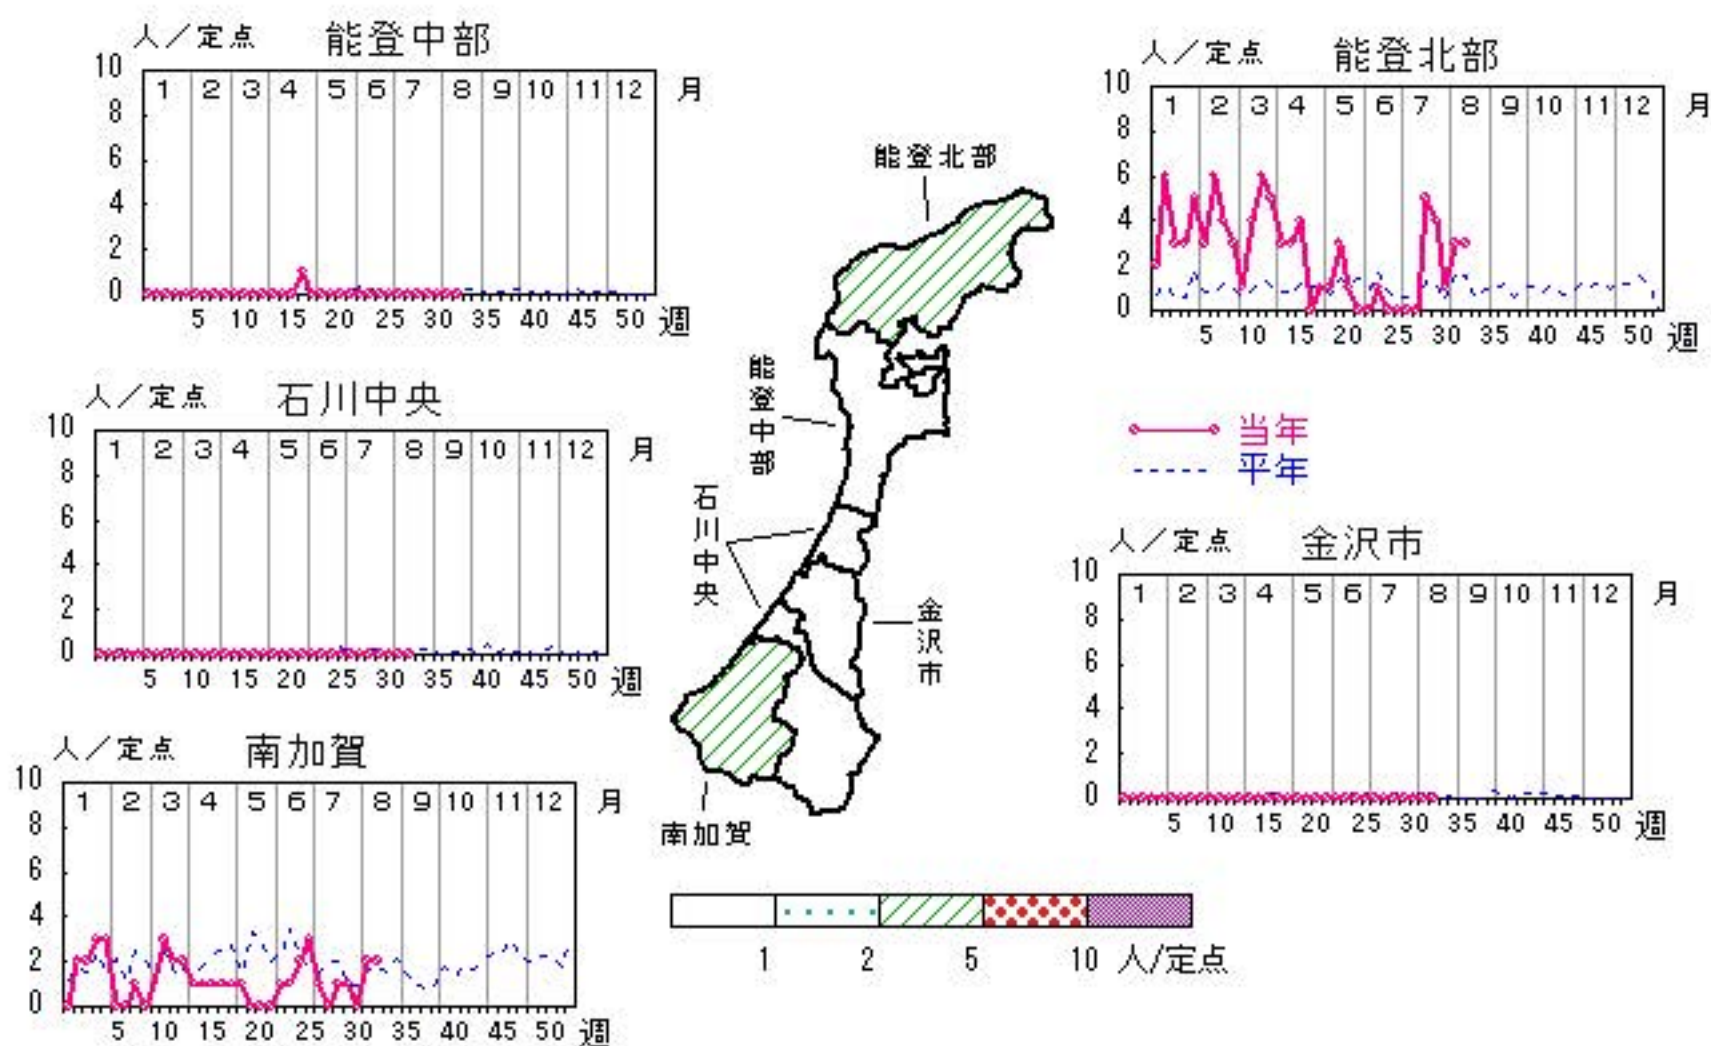 人／定点 能登中部
10 8 6 4 2 0
1 2 3 4 5 6 7 8 9 10 11 12 月
5 10 15 20 25 30 35 40 45 50 週
人／定点 能登北部
10 8 6 4 2 0
1 2 3 4 5 6 7 8 9 10 11 12 月
5 10 15 20 25 30 35 40 45 50 週
能登北部
能登中部
石川中央
金沢市
南加賀
人／定点 石川中央
10 8 6 4 2 0
1 2 3 4 5 6 7 8 9 10 11 12 月
5 10 15 20 25 30 35 40 45 50 週
当年
平年
人／定点 金沢市
10 8 6 4 2 0
1 2 3 4 5 6 7 8 9 10 11 12 月
5 10 15 20 25 30 35 40 45 50 週
人／定点 南加賀
10 8 6 4 2 0
1 2 3 4 5 6 7 8 9 10 11 12 月
5 10 15 20 25 30 35 40 45 50 週
1 2 5 10 人/定点